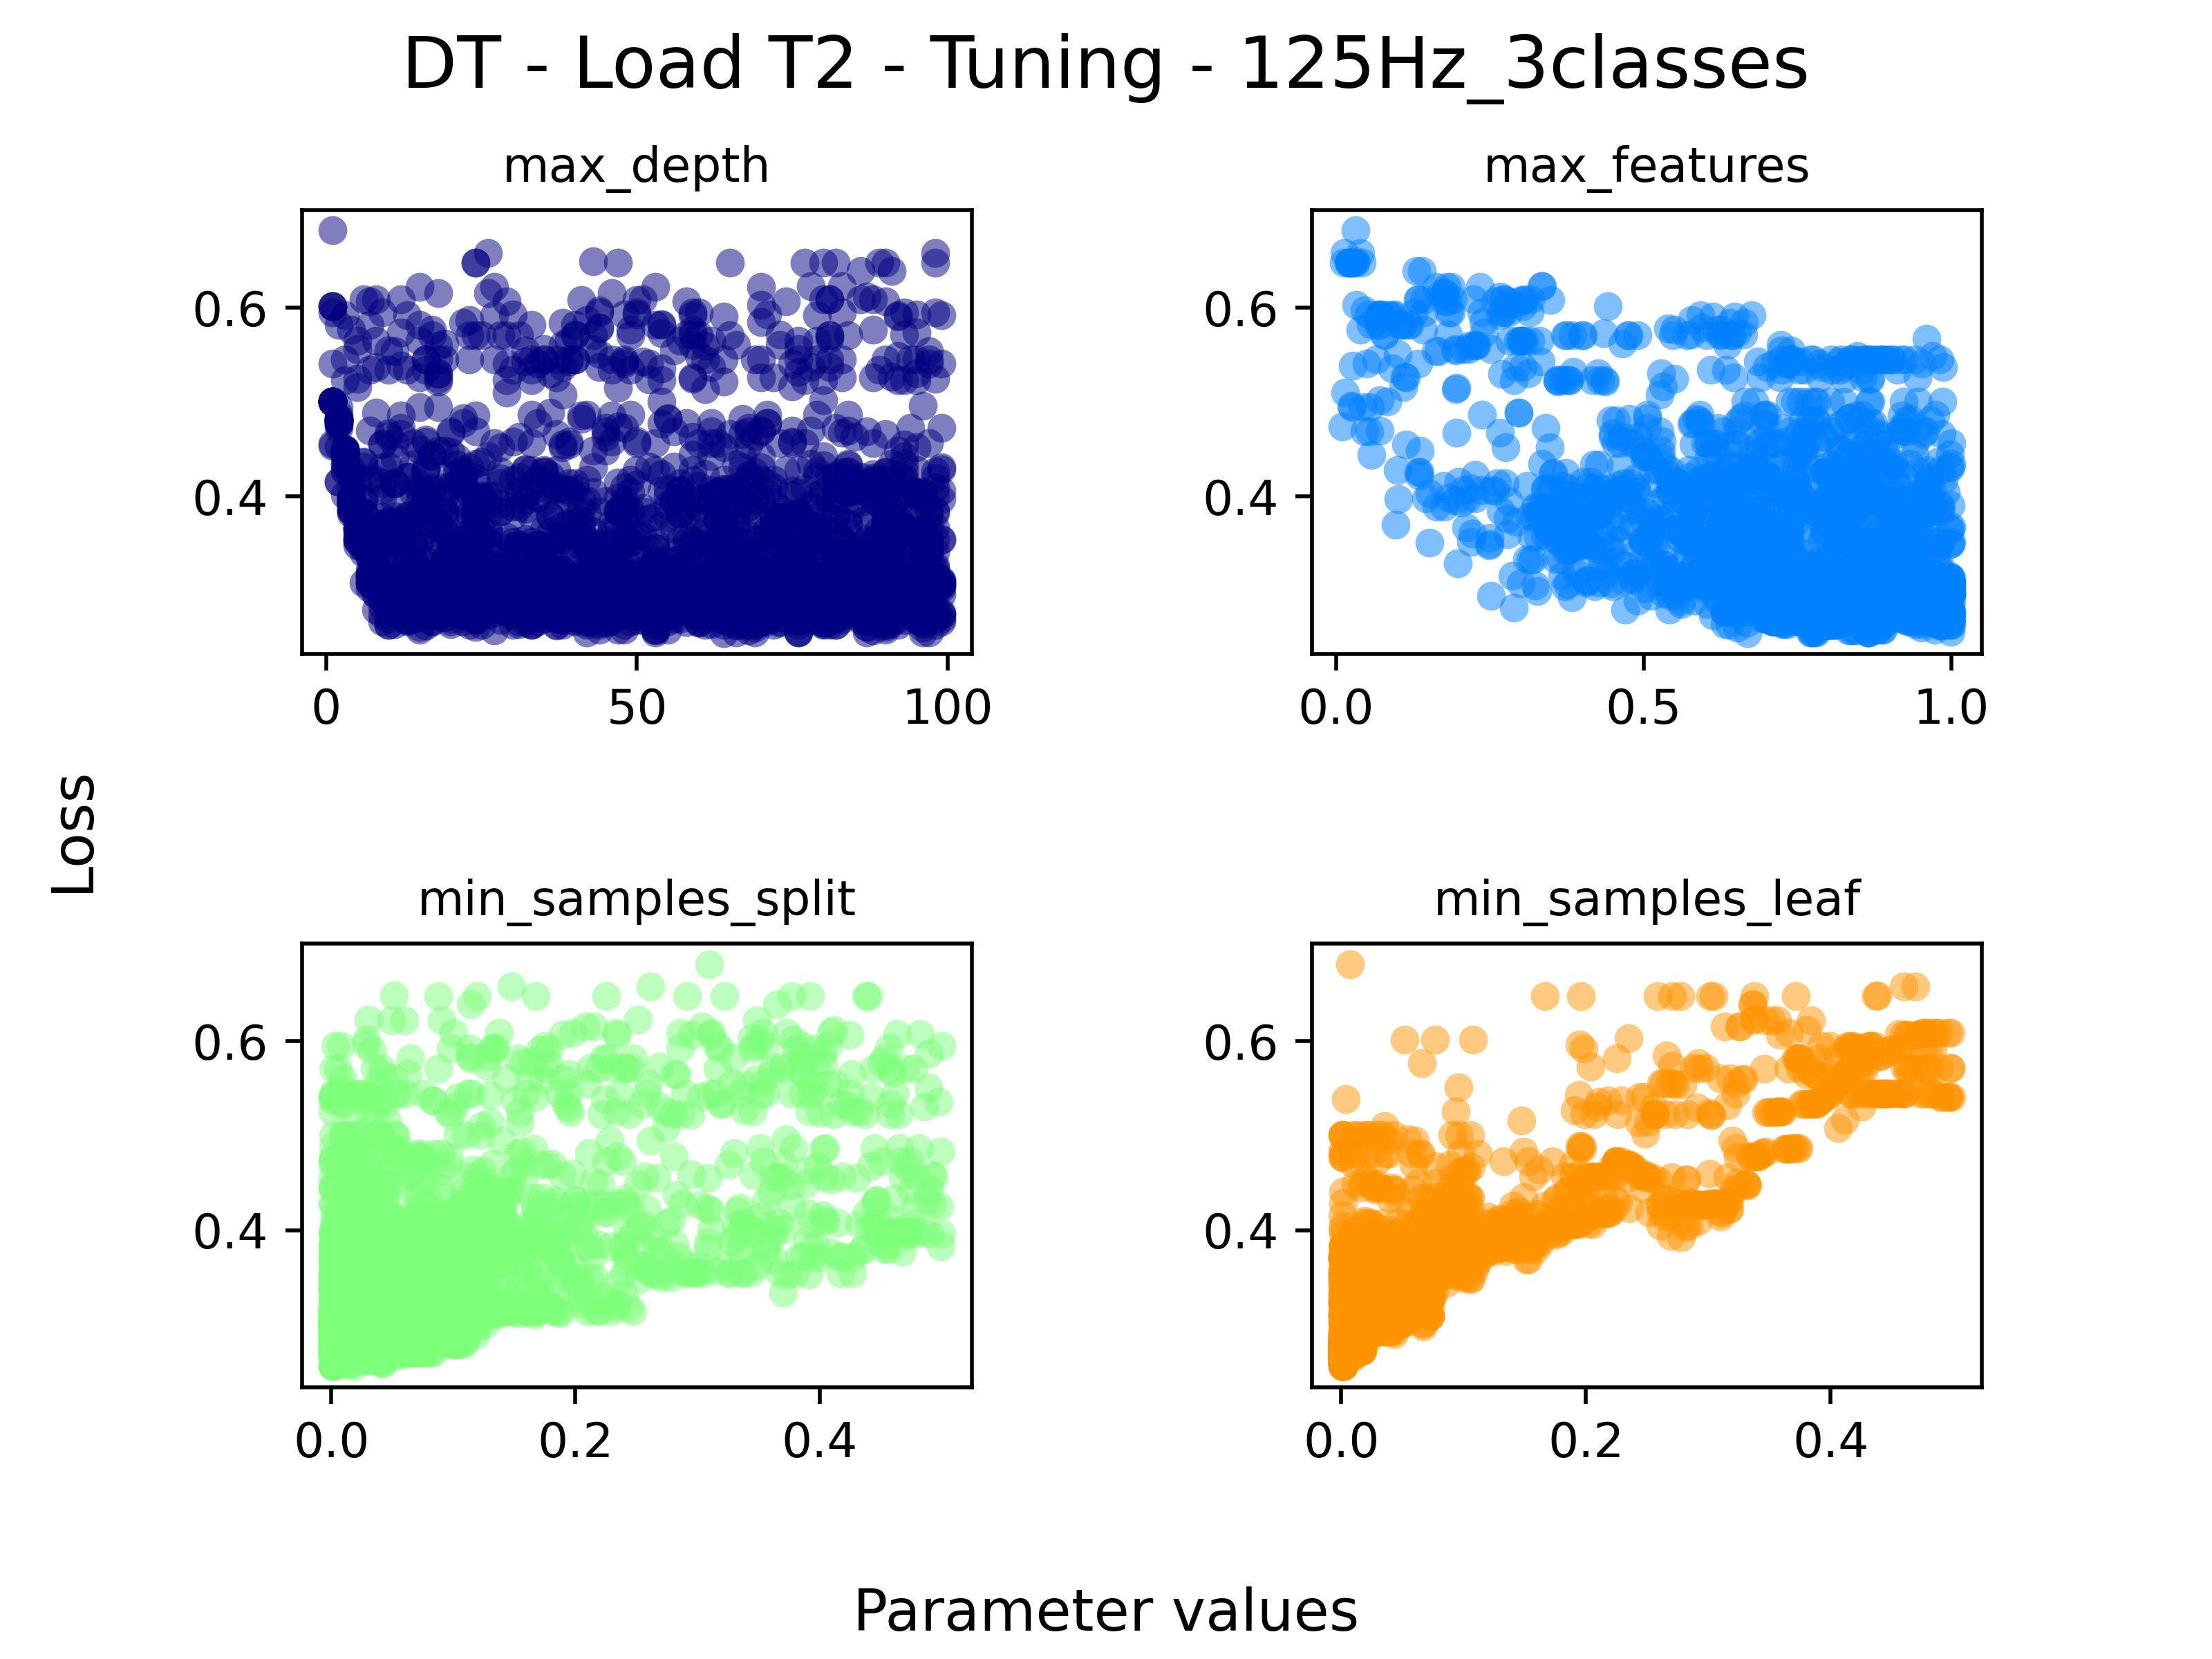 DT - Load T2 - Tuning - 125Hz_3classes
max_depth
max_features
0.6
0.4
0
50
100
0.6
0.4
0.0
0.5
1.0
Loss
min_samples_split
min_samples_leaf
0.6
0.4
0.0
0.2
0.4
0.6
0.4
0.0
0.2
0.4
Parameter values